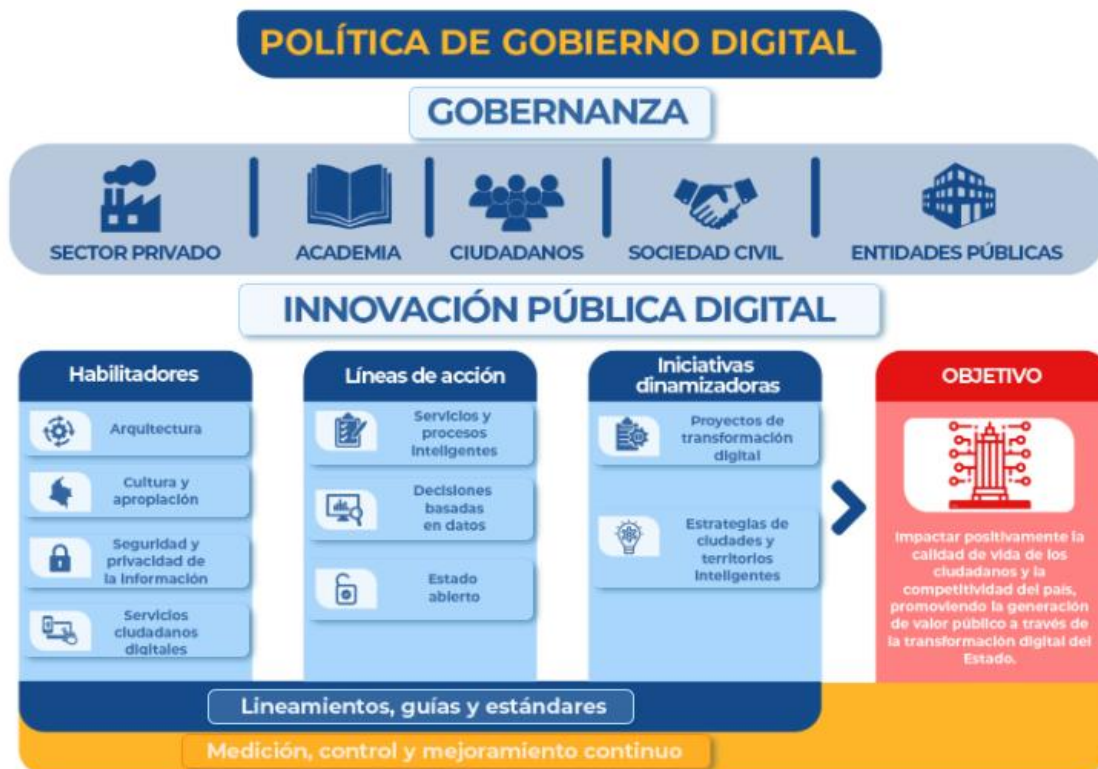 POLÍTICA DE GOBIERNO DIGITAL
GOBERNANZA
SECTOR PRIVADO
ACADEMIA
CIUDADANOS
SOCIEDAD CIVIL
ENTIDADES PÚBLICAS
INNOVACIÓN PÚBLICA DIGITAL
Habilitadores
Arquitectura
Cultura y
apropiación
Seguridad y
privacidad de
la información
Servicios
ciudadanos
digitales
Líneas de acción
Servicios y
procesos
inteligentes
Decisiones
basadas
en datos
Estado
abierto
Iniciativas
dinamizadoras
Proyectos de
transformación
digital
Estrategias de
ciudades y
territorios
inteligentes
OBJETIVO
Impactar positivamente la
calidad de vida de los
ciudadanos y la
competitividad del país,
promoviendo la generación
de valor público a través de
la transformación digital del
Estado.
Lineamientos, guías y estándares
Medición, control y mejoramiento continuo